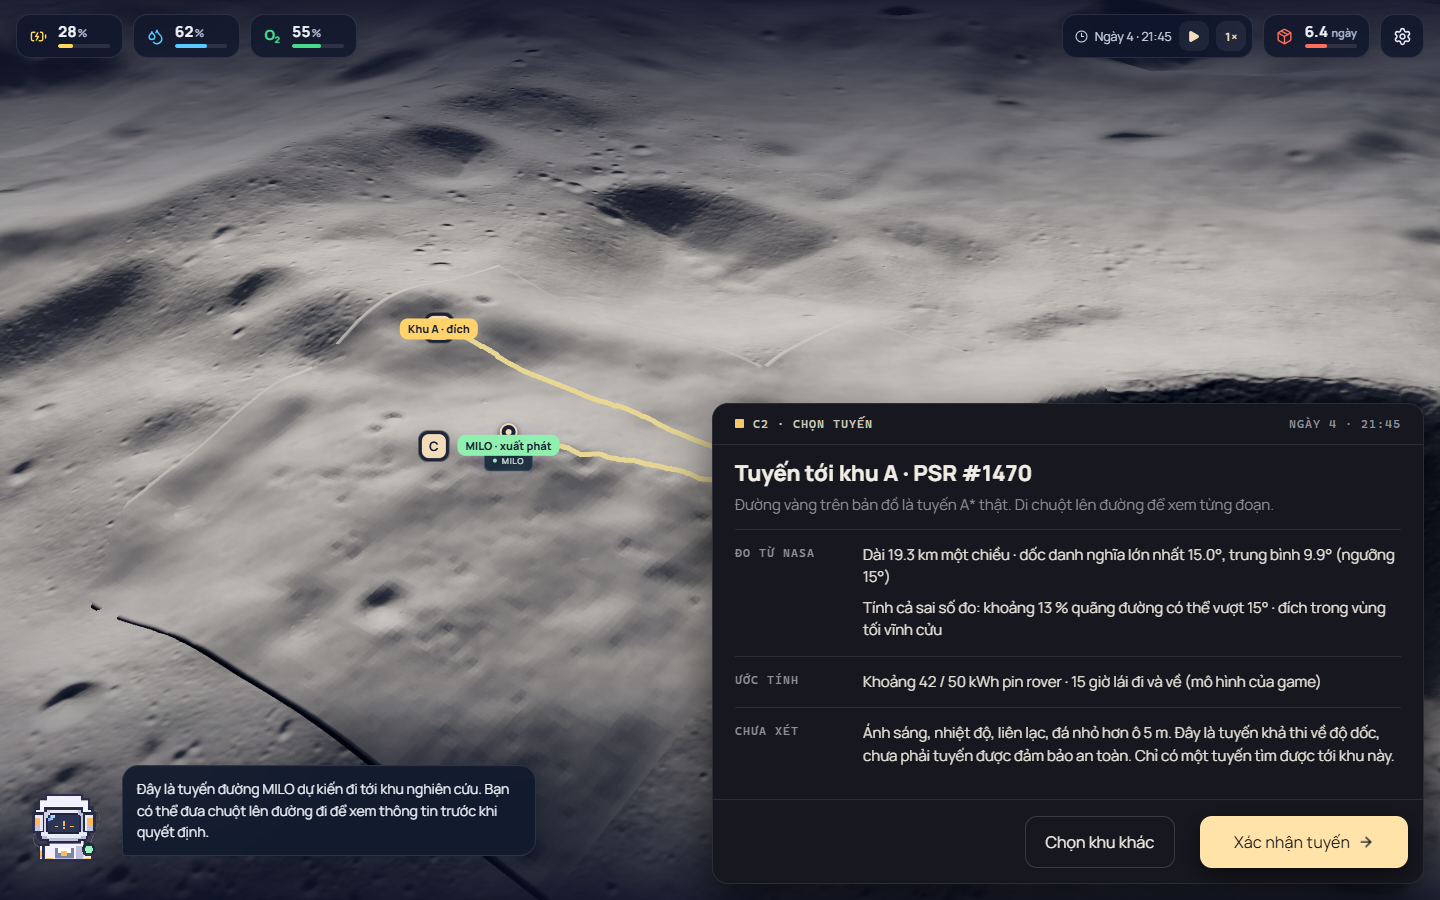 28%
62%
O₂ 55%
Ngày 4 · 21:45
1×
6.4 ngày
Khu A · đích
C
MILO · xuất phát
• MILO
C2 · CHỌN TUYẾN
NGÀY 4 · 21:45
Tuyến tới khu A · PSR #1470
Đường vàng trên bản đồ là tuyến A* thật. Di chuột lên đường để xem từng đoạn.
ĐO TỪ NASA
Dài 19.3 km một chiều · dốc danh nghĩa lớn nhất 15.0°, trung bình 9.9° (ngưỡng
15°)
Tính cả sai số đo: khoảng 13 % quãng đường có thể vượt 15° · đích trong vùng
tối vĩnh cửu
ƯỚC TÍNH
Khoảng 42 / 50 kWh pin rover · 15 giờ lái đi và về (mô hình của game)
CHƯA XÉT
Ánh sáng, nhiệt độ, liên lạc, đá nhỏ hơn ô 5 m. Đây là tuyến khả thi về độ dốc,
chưa phải tuyến được đảm bảo an toàn. Chỉ có một tuyến tìm được tới khu này.
Đây là tuyến đường MILO dự kiến đi tới khu nghiên cứu. Bạn
có thể đưa chuột lên đường đi để xem thông tin trước khi
quyết định.
Chọn khu khác
Xác nhận tuyến →